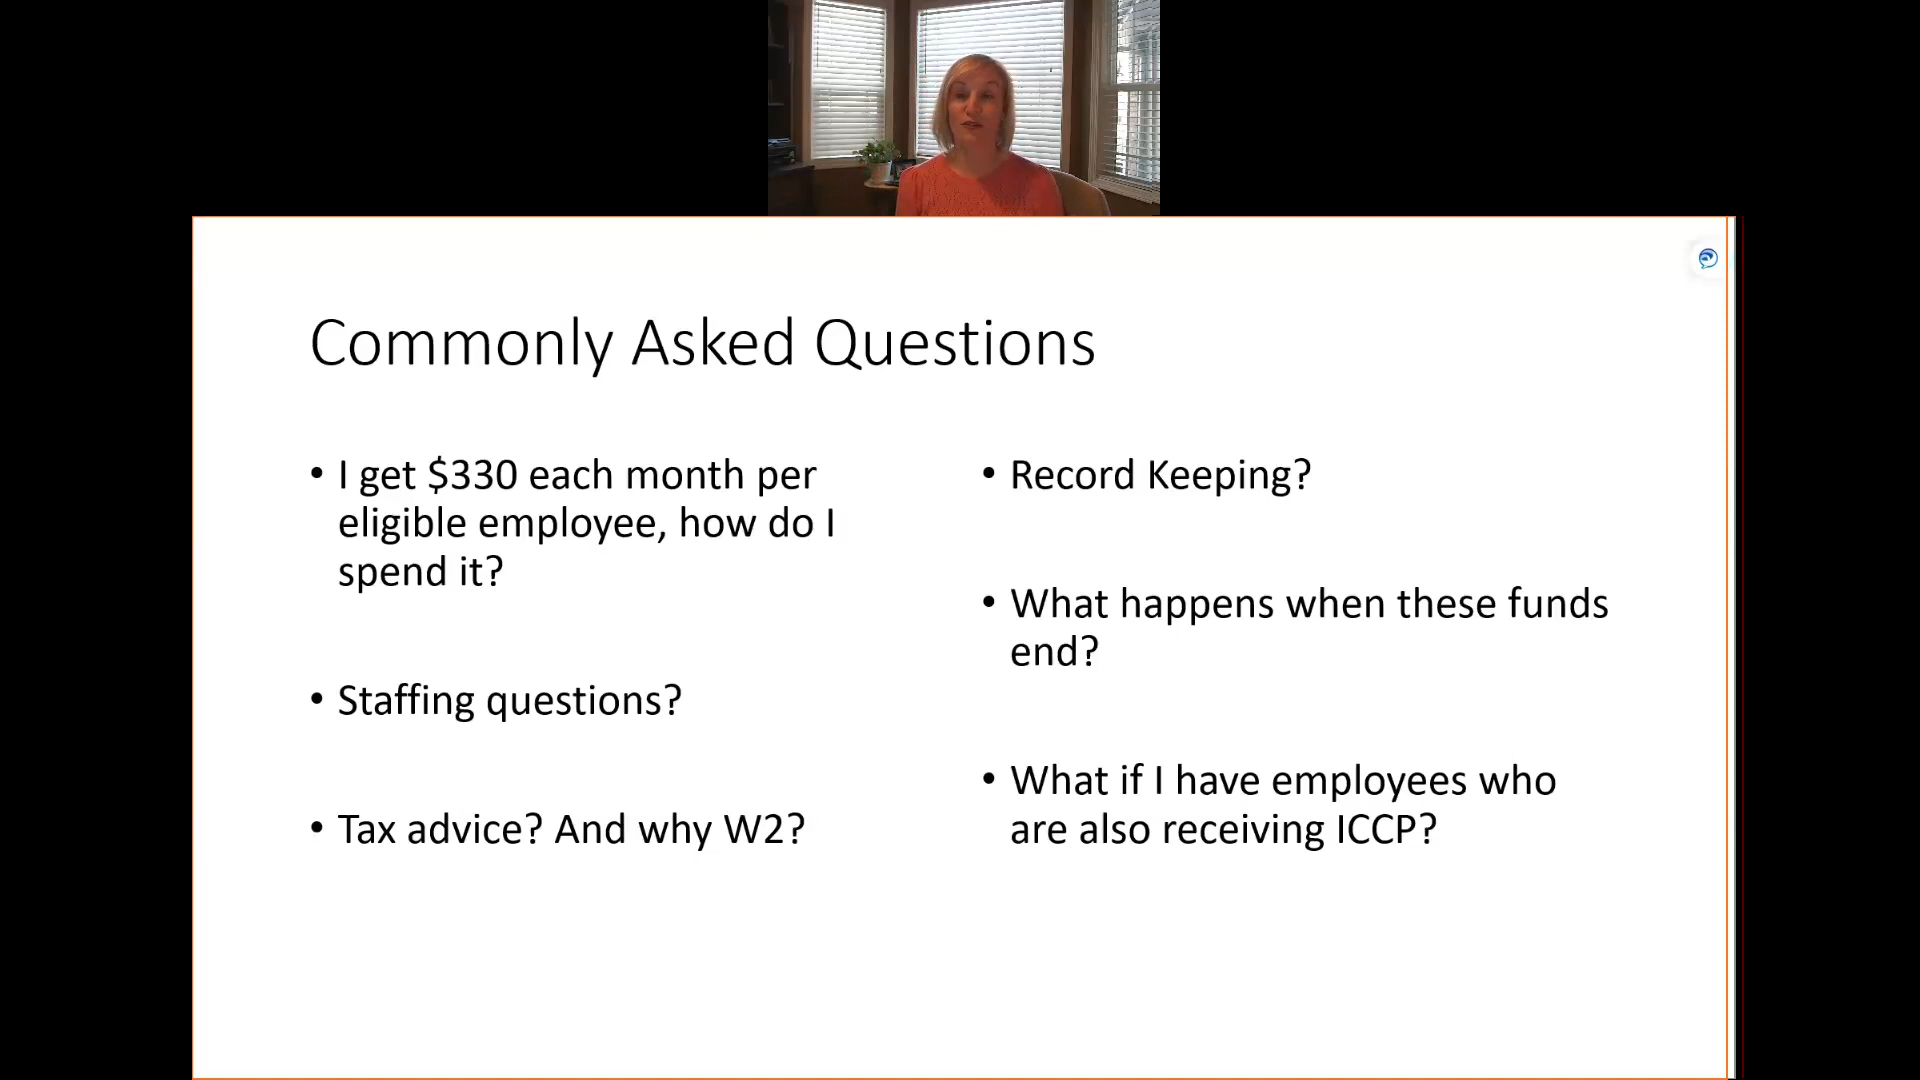 Commonly Asked Questions
• I get $330 each month per
eligible employee, how do I
spend it?
• Staffing questions?
• Tax advice? And why W2?
• Record Keeping?
• What happens when these funds
end?
• What if I have employees who
are also receiving ICCP?